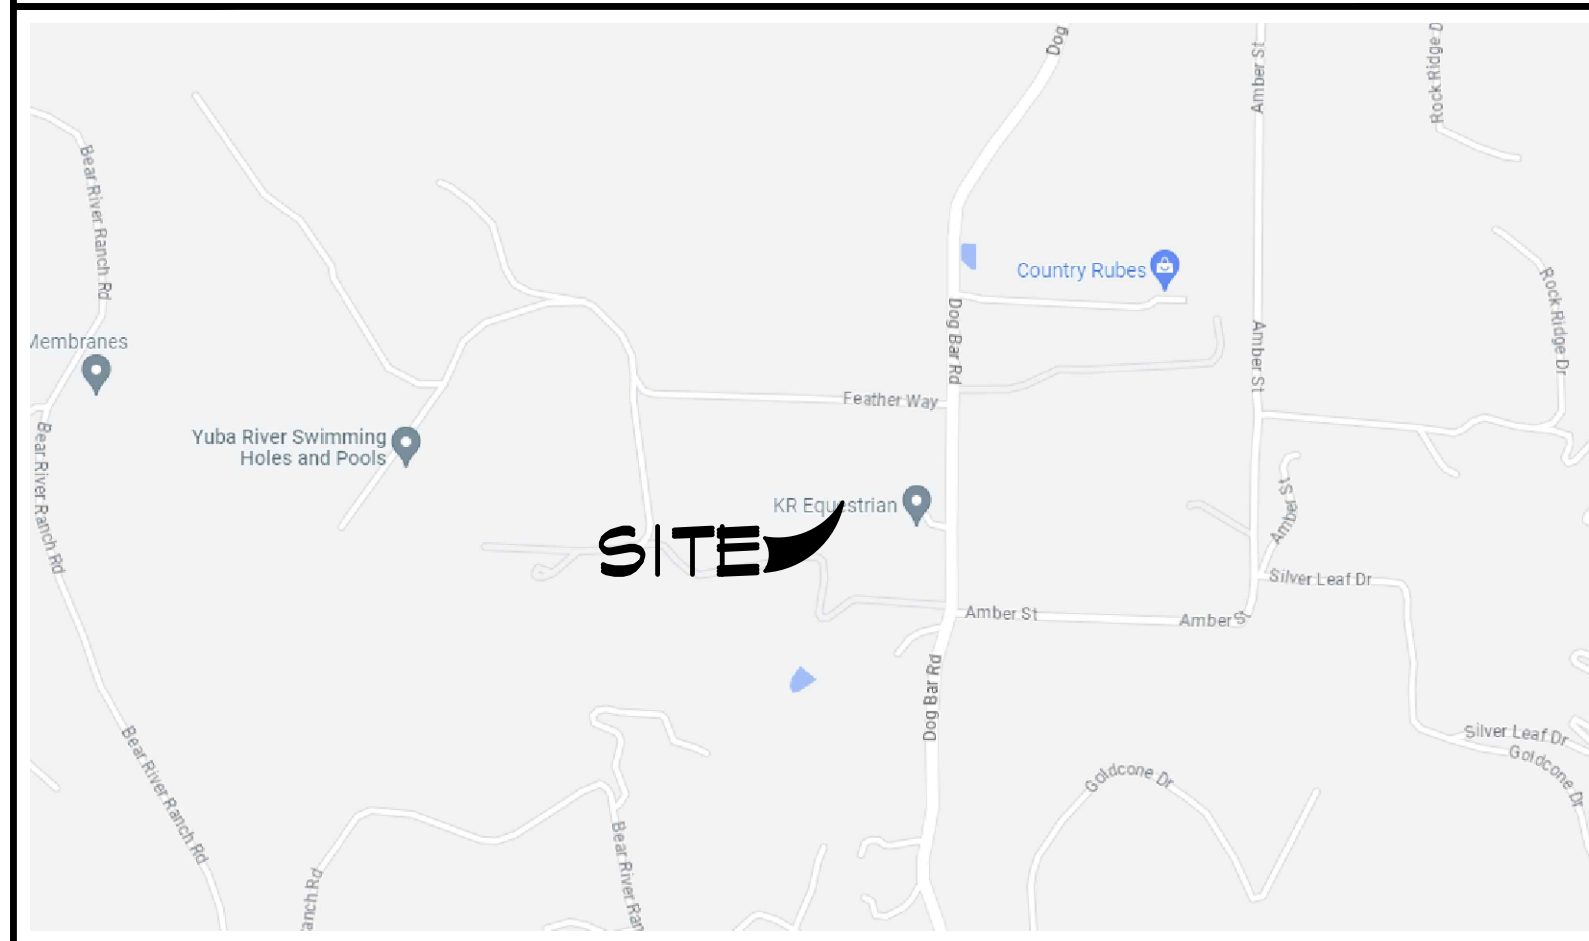 Dog
Amber St
Rock Ridge D
Bear River Ranch Rd
Country Rubes
Rock Ridge Dr
Dog Bar Rd
Amber St
Membranes
Feather Way
Bear River Ranch Rd
Yuba River Swimming
Holes and Pools
Amber St
KR Equestrian
SITE
Silver Leaf Dr
Amber St
Amber St
Dog Bar Rd
Bear River Ranch Rd
Silver Leaf Dr
Goldcone Dr
Goldcone Dr
Bear River Ran
anch Rd